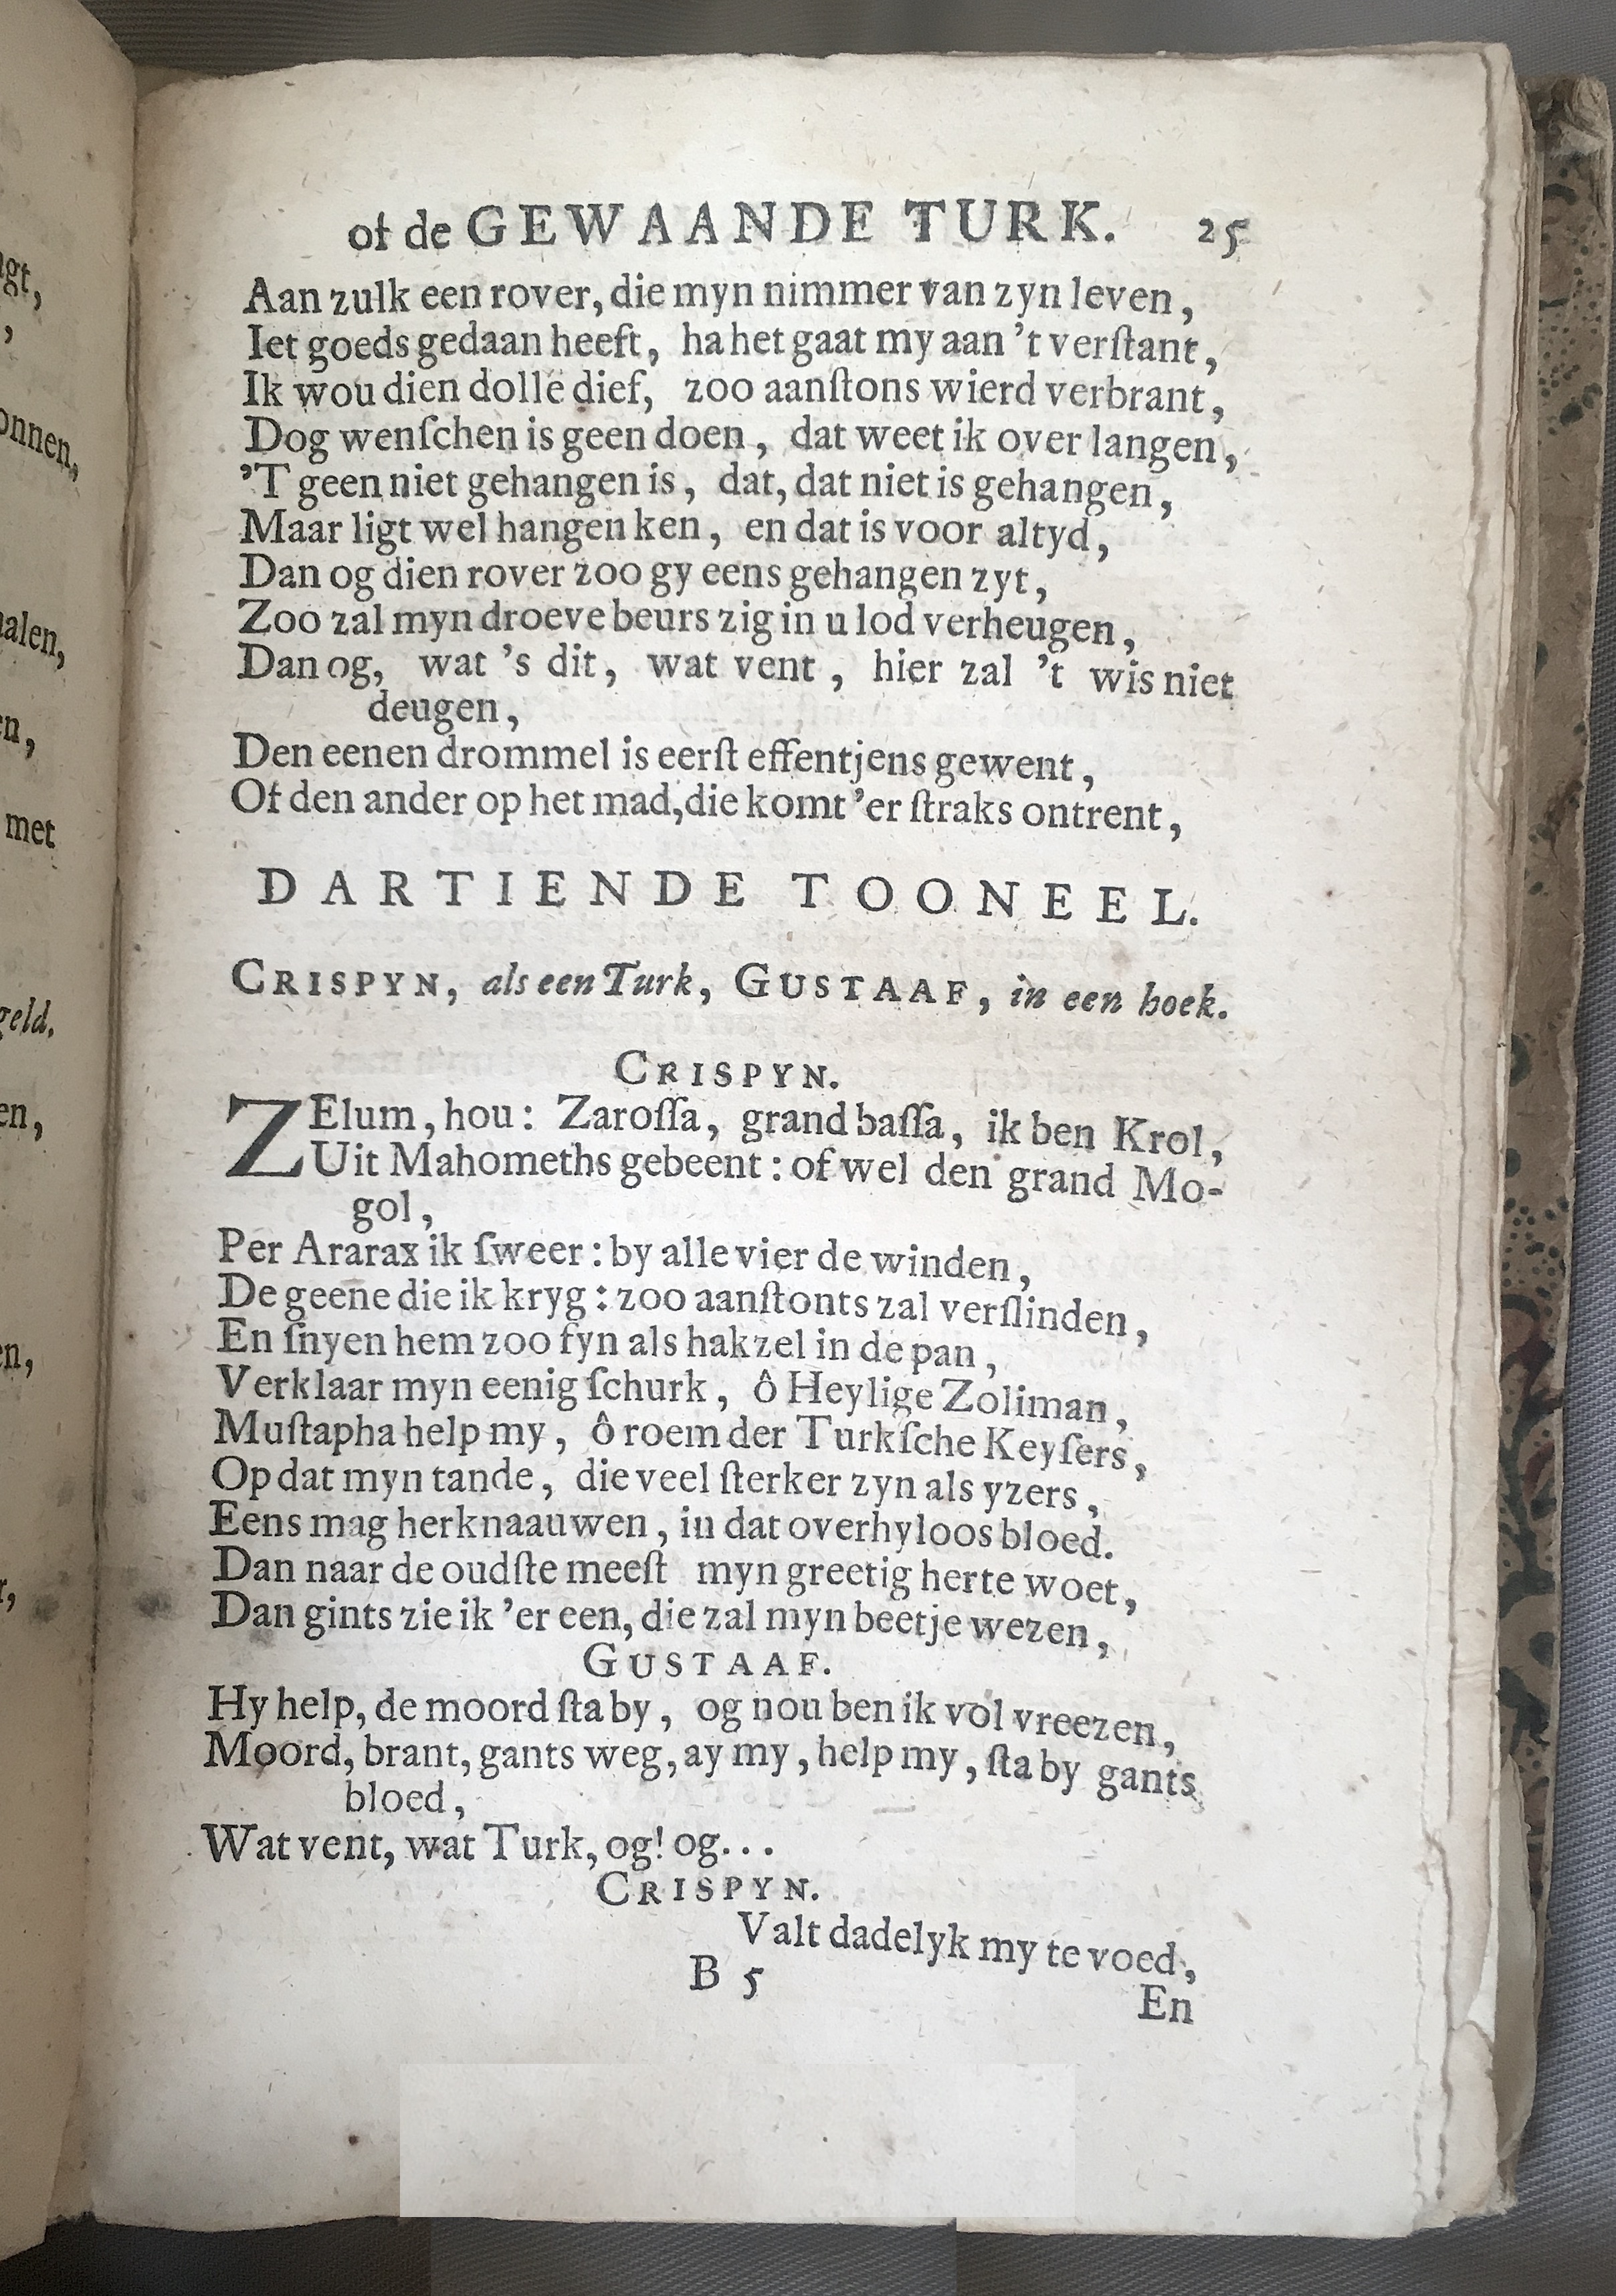 of de GEWAANDE TURK. 25
Aan zulk een rover, die myn nimmer van zyn leven,
Iet goeds gedaan heeft, ha het gaat my aan 't verſtant,
Ik wou dien dolle dief, zoo aanſtons wierd verbrant,
Dog wenſchen is geen doen, dat weet ik over langen,
'T geen niet gehangen is, dat, dat niet is gehangen,
Maar ligt wel hangen ken, en dat is voor altyd,
Dan og dien rover zoo gy eens gehangen zyt,
Zoo zal myn droeve beurs zig in u lod verheugen,
Dan og, wat 's dit, wat vent, hier zal 't wis niet
deugen,
Den eenen drommel is eerſt effentjens gewent,
Of den ander op het mad, die komt 'er ſtraks ontrent,
DARTIENDE TOONEEL.
CRISPYN, als een Turk, GUSTAAF, in een hoek.
CRISPYN.
ZElum, hou: Zaroſſa, grand baſſa, ik ben Krol,
Uit Mahomeths gebeent: of wel den grand Mo-
gol,
Per Ararax ik ſweer: by alle vier de winden,
De geene die ik kryg: zoo aanſtonts zal verſlinden,
En ſnyen hem zoo fyn als hakzel in de pan,
Verklaar myn eenig ſchurk, ô Heylige Zoliman,
Muſtapha help my, ô roem der Turkſche Keyſers,
Op dat myn tande, die veel ſterker zyn als yzers,
Eens mag herknaauwen, in dat overhyloos bloed.
Dan naar de oudſte meeſt myn greetig herte woet,
Dan gints zie ik 'er een, die zal myn beetje wezen,
GUSTAAF.
Hy help, de moord ſta by, og nou ben ik vol vreezen,
Moord, brant, gants weg, ay my, help my, ſta by gants
bloed,
Wat vent, wat Turk, og! og...
CRISPYN.
Valt dadelyk my te voed,
B 5
En